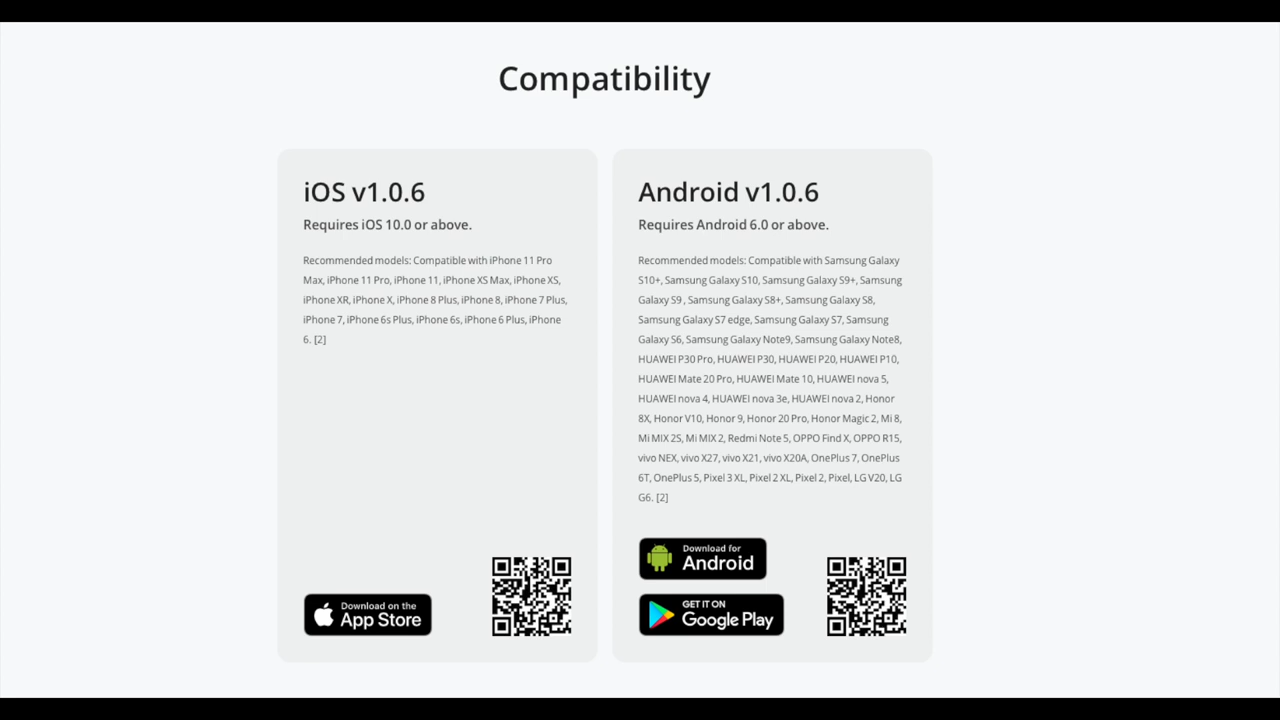 Compatibility
iOS v1.0.6
Requires iOS 10.0 or above.
Recommended models: Compatible with iPhone 11 Pro
Max, iPhone 11 Pro, iPhone 11, iPhone XS Max, iPhone XS,
iPhone XR, iPhone X, iPhone 8 Plus, iPhone 8, iPhone 7 Plus,
iPhone 7, iPhone 6s Plus, iPhone 6s, iPhone 6 Plus, iPhone
6. [2]
Download on the
App Store
Android v1.0.6
Requires Android 6.0 or above.
Recommended models: Compatible with Samsung Galaxy
S10+, Samsung Galaxy S10, Samsung Galaxy S9+, Samsung
Galaxy S9 , Samsung Galaxy S8+, Samsung Galaxy S8,
Samsung Galaxy S7 edge, Samsung Galaxy S7, Samsung
Galaxy S6, Samsung Galaxy Note9, Samsung Galaxy Note8,
HUAWEI P30 Pro, HUAWEI P30, HUAWEI P20, HUAWEI P10,
HUAWEI Mate 20 Pro, HUAWEI Mate 10, HUAWEI nova 5,
HUAWEI nova 4, HUAWEI nova 3e, HUAWEI nova 2, Honor
8X, Honor V10, Honor 9, Honor 20 Pro, Honor Magic 2, Mi 8,
Mi MIX 2S, Mi MIX 2, Redmi Note 5, OPPO Find X, OPPO R15,
vivo NEX, vivo X27, vivo X21, vivo X20A, OnePlus 7, OnePlus
6T, OnePlus 5, Pixel 3 XL, Pixel 2 XL, Pixel 2, Pixel, LG V20, LG
G6. [2]
Download for
Android
GET IT ON
Google Play